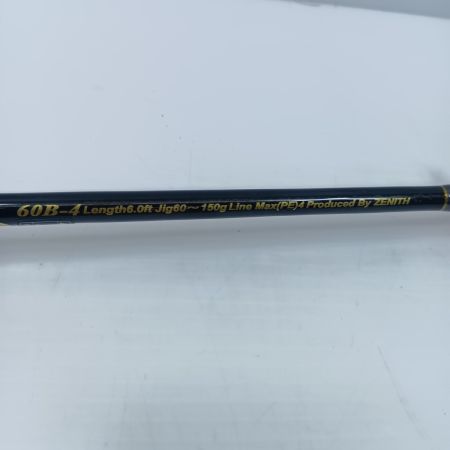 60B-4 Length6.0ft Jig60～150g Line Max(PE)4 Produced By ZENITH